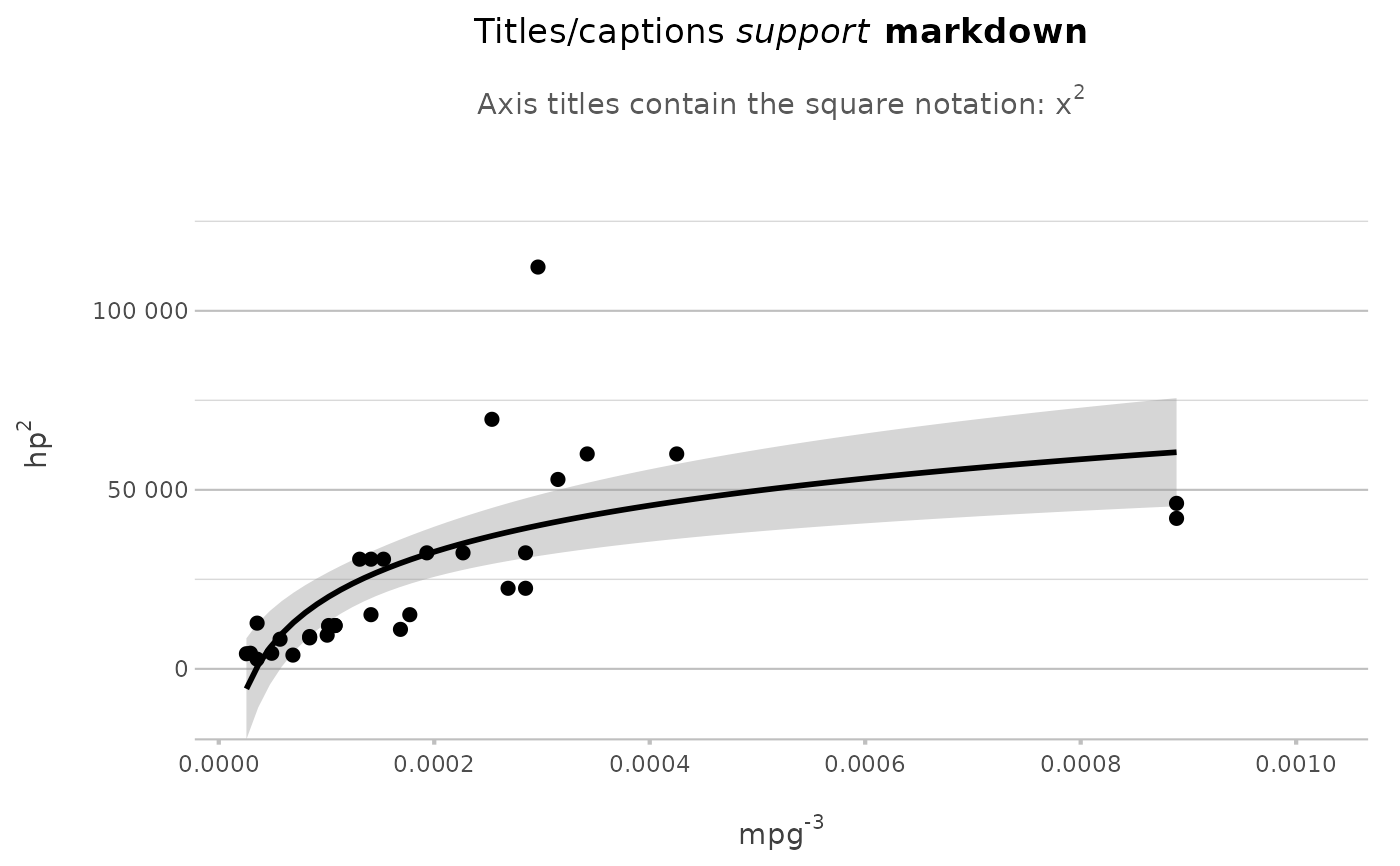 Titles/captions support markdown
Axis titles contain the square notation: x²
100 000
50 000
0
hp²
0.0000 0.0002 0.0004 0.0006 0.0008 0.0010
mpg⁻³